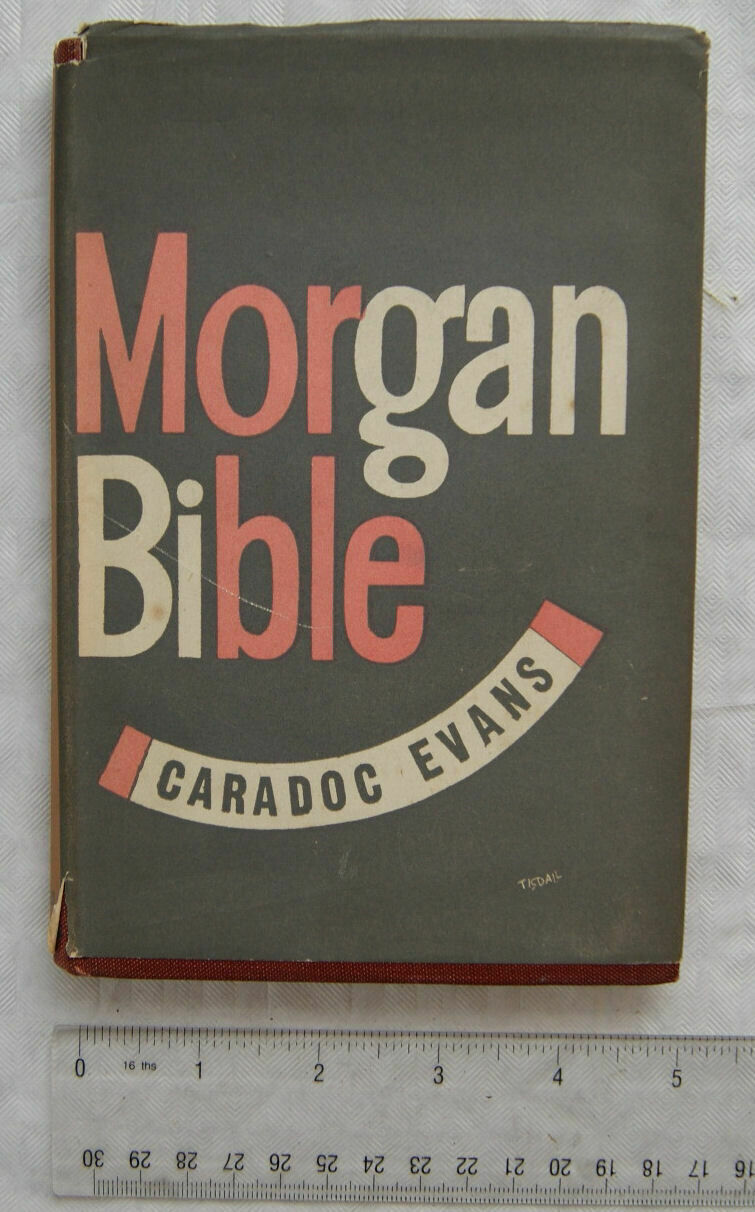 Morgan
Bible
CARADOC EVANS
TISDALL
0 16 ths 1 2 3 4 5
30 29 28 27 26 25 24 23 22 21 20 19 18 17 16